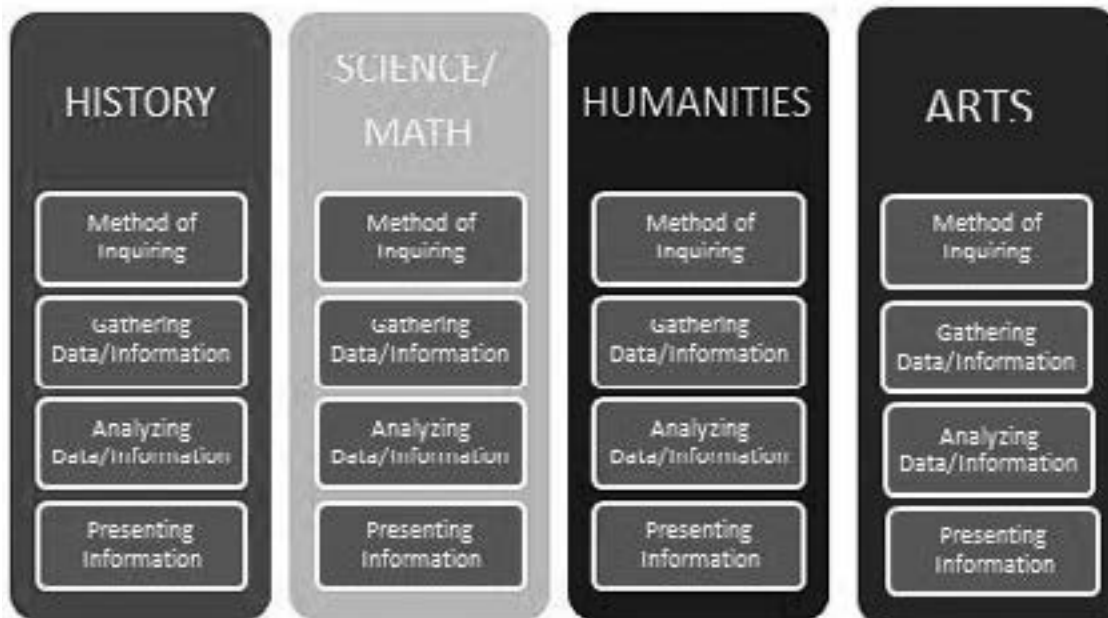 HISTORY
Method of
Inquiring
Gathering
Data/Information
Analyzing
Data/Information
Presenting
Information
SCIENCE/
MATH
Method of
Inquiring
Gathering
Data/Information
Analyzing
Data/Information
Presenting
Information
HUMANITIES
Method of
Inquiring
Gathering
Data/Information
Analyzing
Data/Information
Presenting
Information
ARTS
Method of
Inquiring
Gathering
Data/Information
Analyzing
Data/Information
Presenting
Information